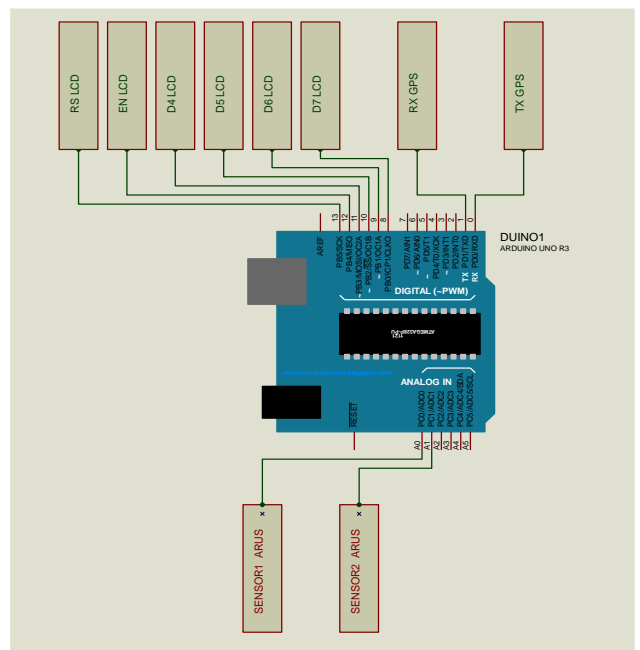 RS LCD
EN LCD
D4 LCD
D5 LCD
D6 LCD
D7 LCD
RX GPS
TX GPS
13
12
11
10
9
8
7
6
5
4
3
2
1
0
AREF
PB5/SCK
PB4/MISO
~PB3/MOSI/OC2A
~ PB2/SS/OC1B
~ PB1/OC1A
PB0/ICP1/CLKO
PD7/AIN1
~ PD6/AIN0
~ PD5/T1
PD4/T0/XCK
~ PD3/INT1
PD2/INT0
TX PD1/TXD
RX PD0/RXD
DUINO1
ARDUINO UNO R3
DIGITAL (~PWM)
ATMEGA328P-PU
1121
ANALOG IN
RESET
PC0/ADC0
PC1/ADC1
PC2/ADC2
PC3/ADC3
PC4/ADC4/SDA
PC5/ADC5/SCL
A0
A1
A2
A3
A4
A5
SENSOR1 ARUS
SENSOR2 ARUS